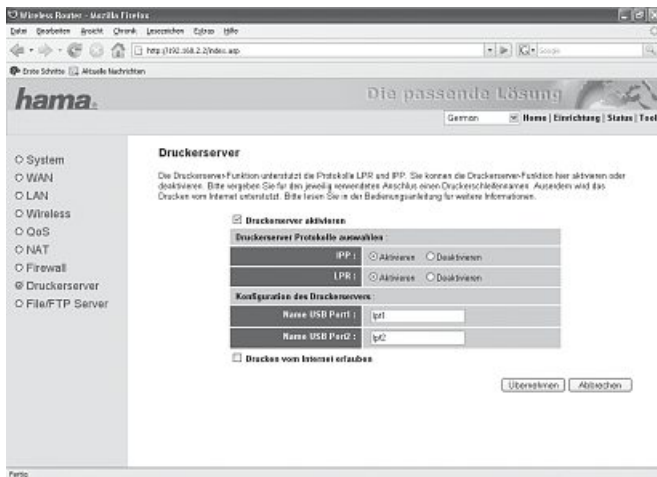 Wireless Router - Mozilla Firefox
Datei Bearbeiten Ansicht Chronik Lesezeichen Extras Hilfe
http://192.168.2.2/index.asp
Google
Erste Schritte Aktuelle Nachrichten
hama.
Die passende Lösung
German
Home | Einrichtung | Status | Tool
System
WAN
LAN
Wireless
QoS
NAT
Firewall
Druckerserver
File/FTP Server
Druckerserver
Die Druckerserver-Funktion unterstützt die Protokolle LPR und IPP. Sie können die Druckerserver-Funktion hier aktivieren oder
deaktivieren. Bitte vergeben Sie für den jeweilig verwendeten Anschluss einen Druckerschleifennamen. Ausserdem wird das
Drucken vom Internet unterstützt. Bitte lesen Sie in der Bedienungsanleitung für weitere Informationen.
Druckerserver aktivieren
Druckerserver Protokolle auswahlen :
IPP : Aktivieren Deaktivieren
LPR : Aktivieren Deaktivieren
Konfiguration des Druckerservers :
Name USB Port1 : lpt1
Name USB Port2 : lpt2
Drucken vom Internet erlauben
Übernehmen Abbrechen
Fertig